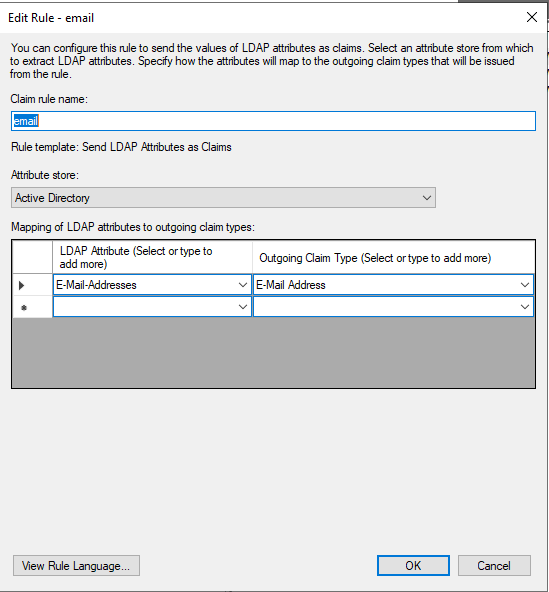 Edit Rule - email
You can configure this rule to send the values of LDAP attributes as claims. Select an attribute store from which
to extract LDAP attributes. Specify how the attributes will map to the outgoing claim types that will be issued
from the rule.
Claim rule name:
email
Rule template: Send LDAP Attributes as Claims
Attribute store:
Active Directory
Mapping of LDAP attributes to outgoing claim types:
LDAP Attribute (Select or type to
add more)
Outgoing Claim Type (Select or type to add more)
E-Mail-Addresses
E-Mail Address
View Rule Language...
OK
Cancel